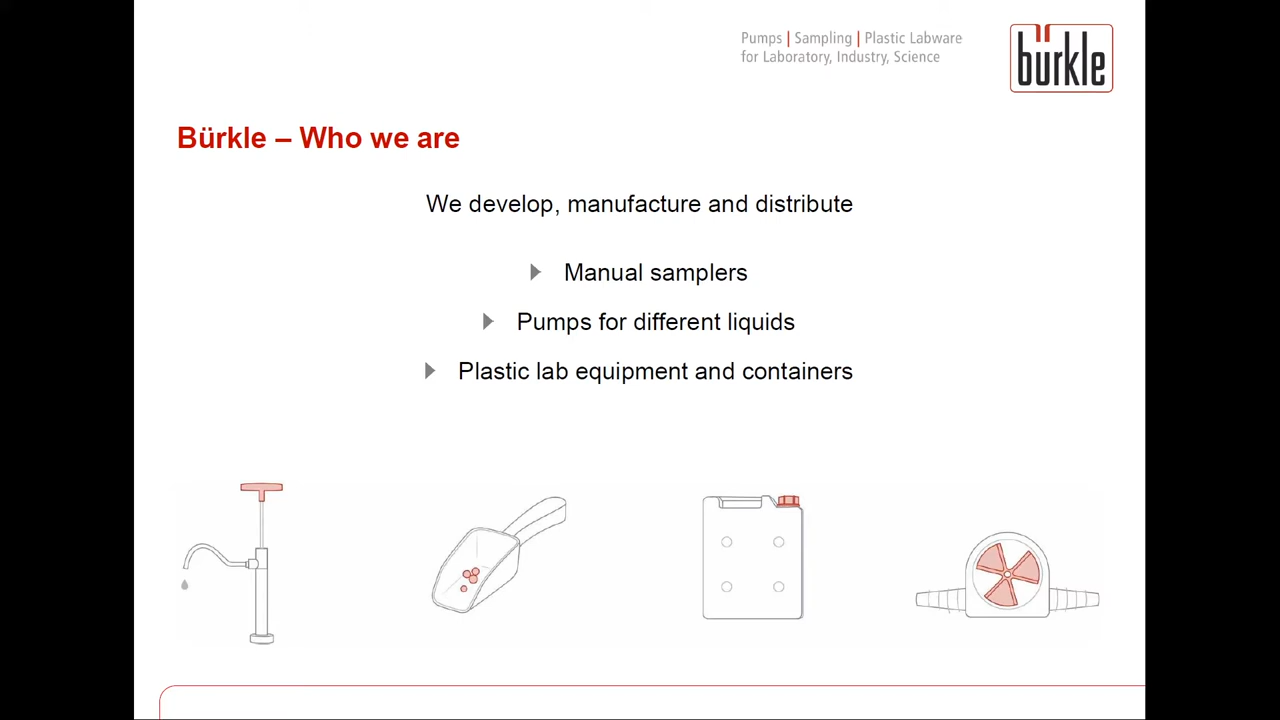 Pumps | Sampling | Plastic Labware
for Laboratory, Industry, Science
bürkle
Bürkle – Who we are
We develop, manufacture and distribute
Manual samplers
Pumps for different liquids
Plastic lab equipment and containers